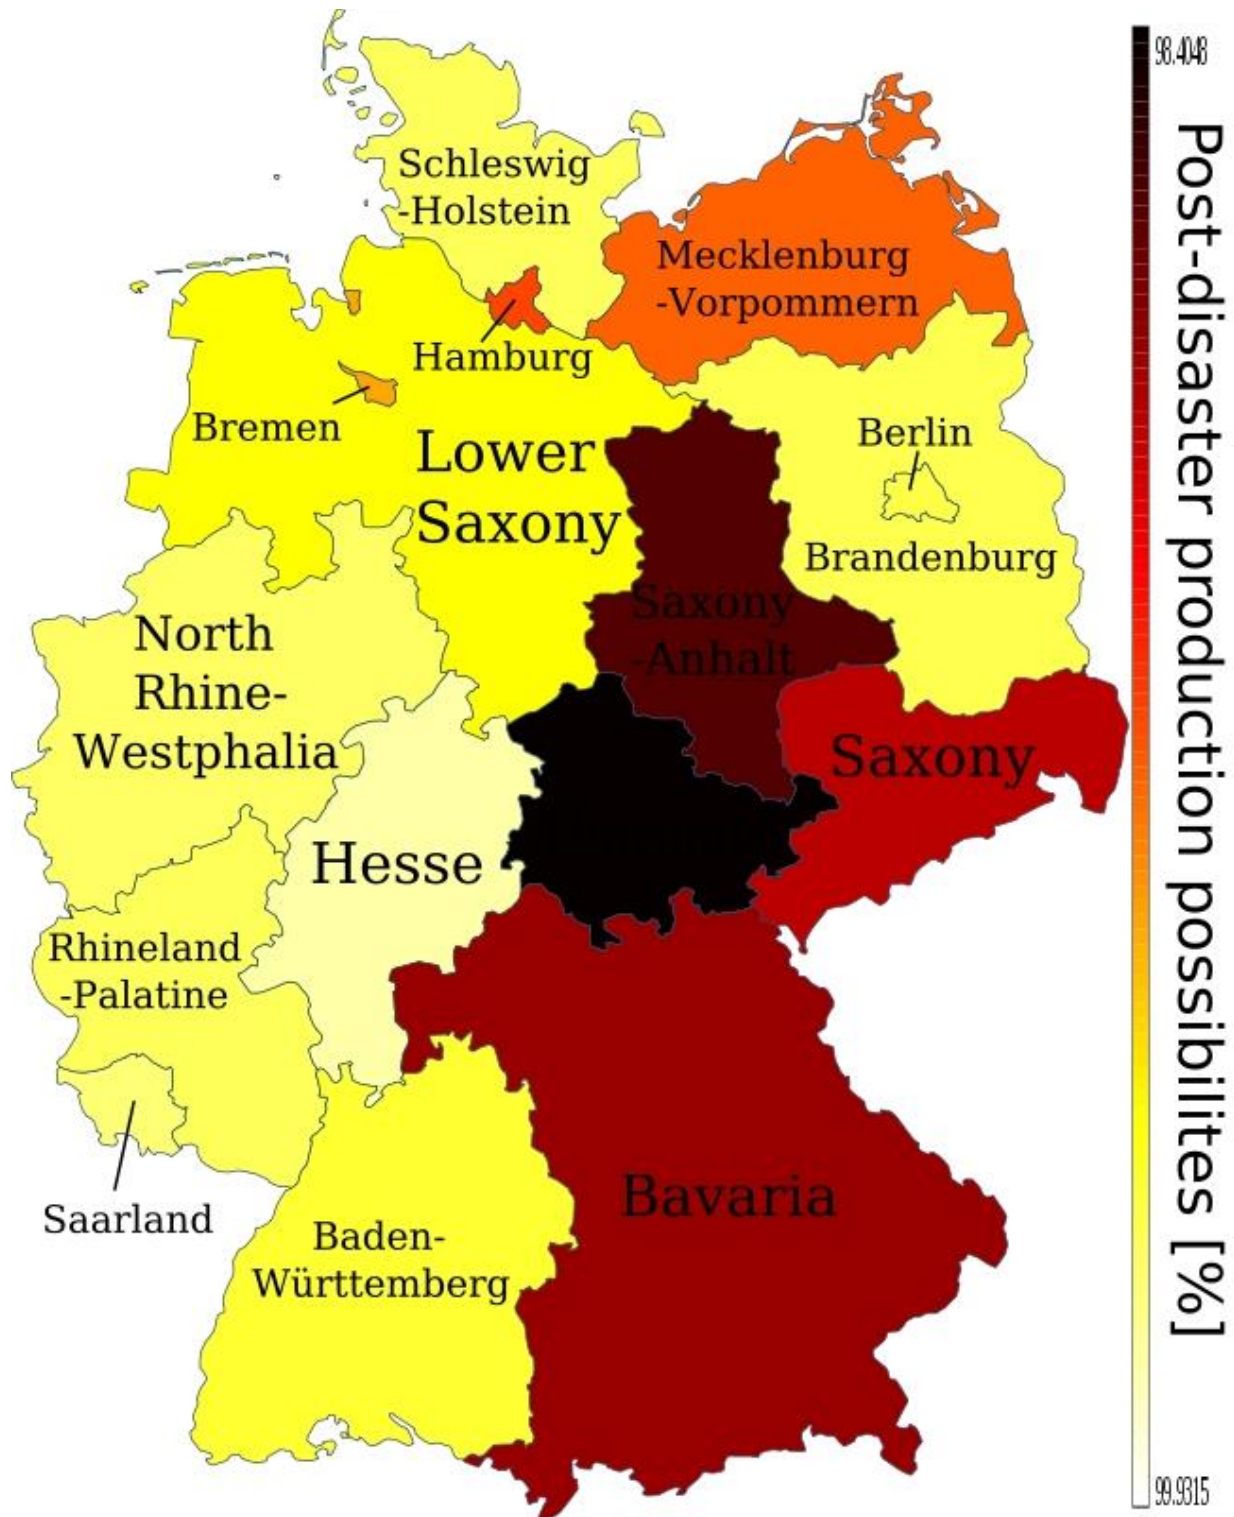 98.4048
Schleswig
-Holstein
Mecklenburg
-Vorpommern
Hamburg
Bremen
Berlin
Lower
Saxony
Brandenburg
Saxony
-Anhalt
North
Rhine-
Westphalia
Saxony
Hesse
Rhineland
-Palatine
Bavaria
Saarland
Baden-
Württemberg
99.9315
Post-disaster production possibilites [%]